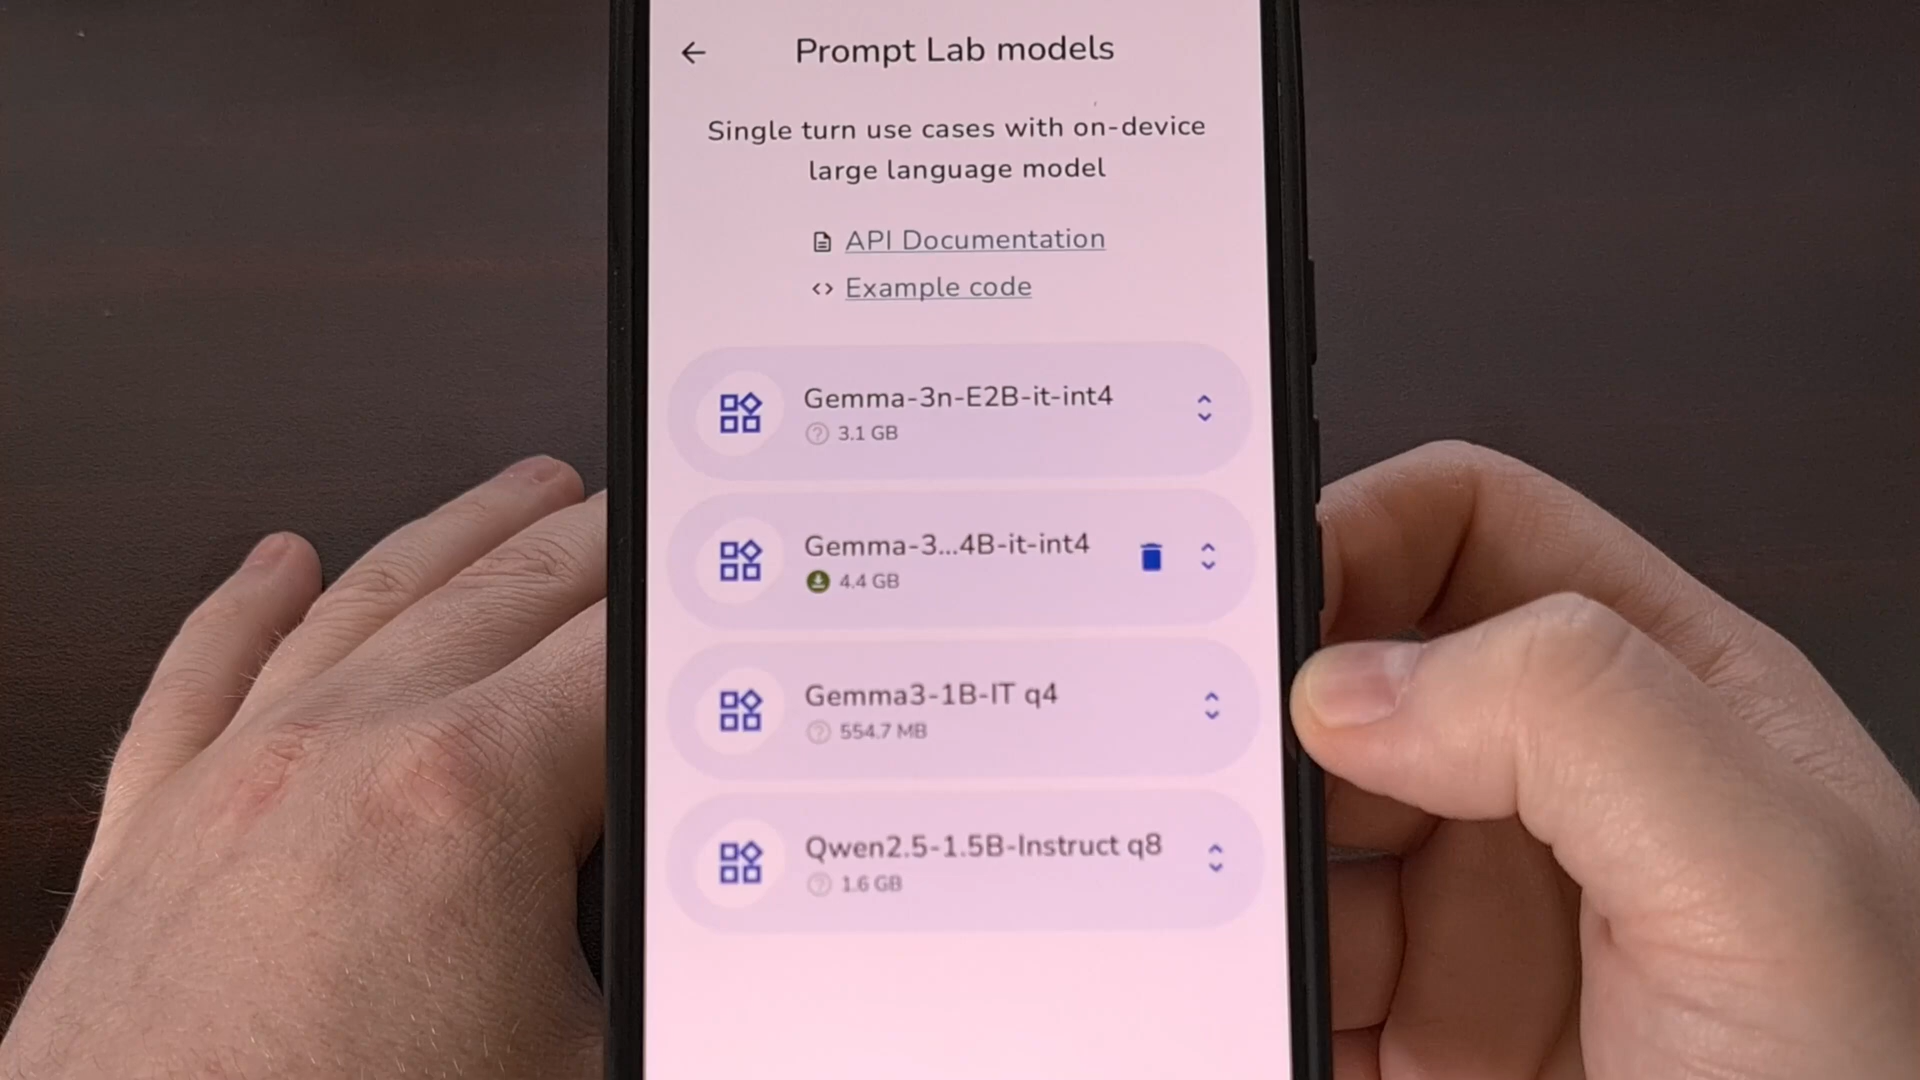 Prompt Lab models
Single turn use cases with on-device
large language model
API Documentation
Example code
Gemma-3n-E2B-it-int4
3.1 GB
Gemma-3...4B-it-int4
4.4 GB
Gemma3-1B-IT q4
554.7 MB
Qwen2.5-1.5B-Instruct q8
1.6 GB